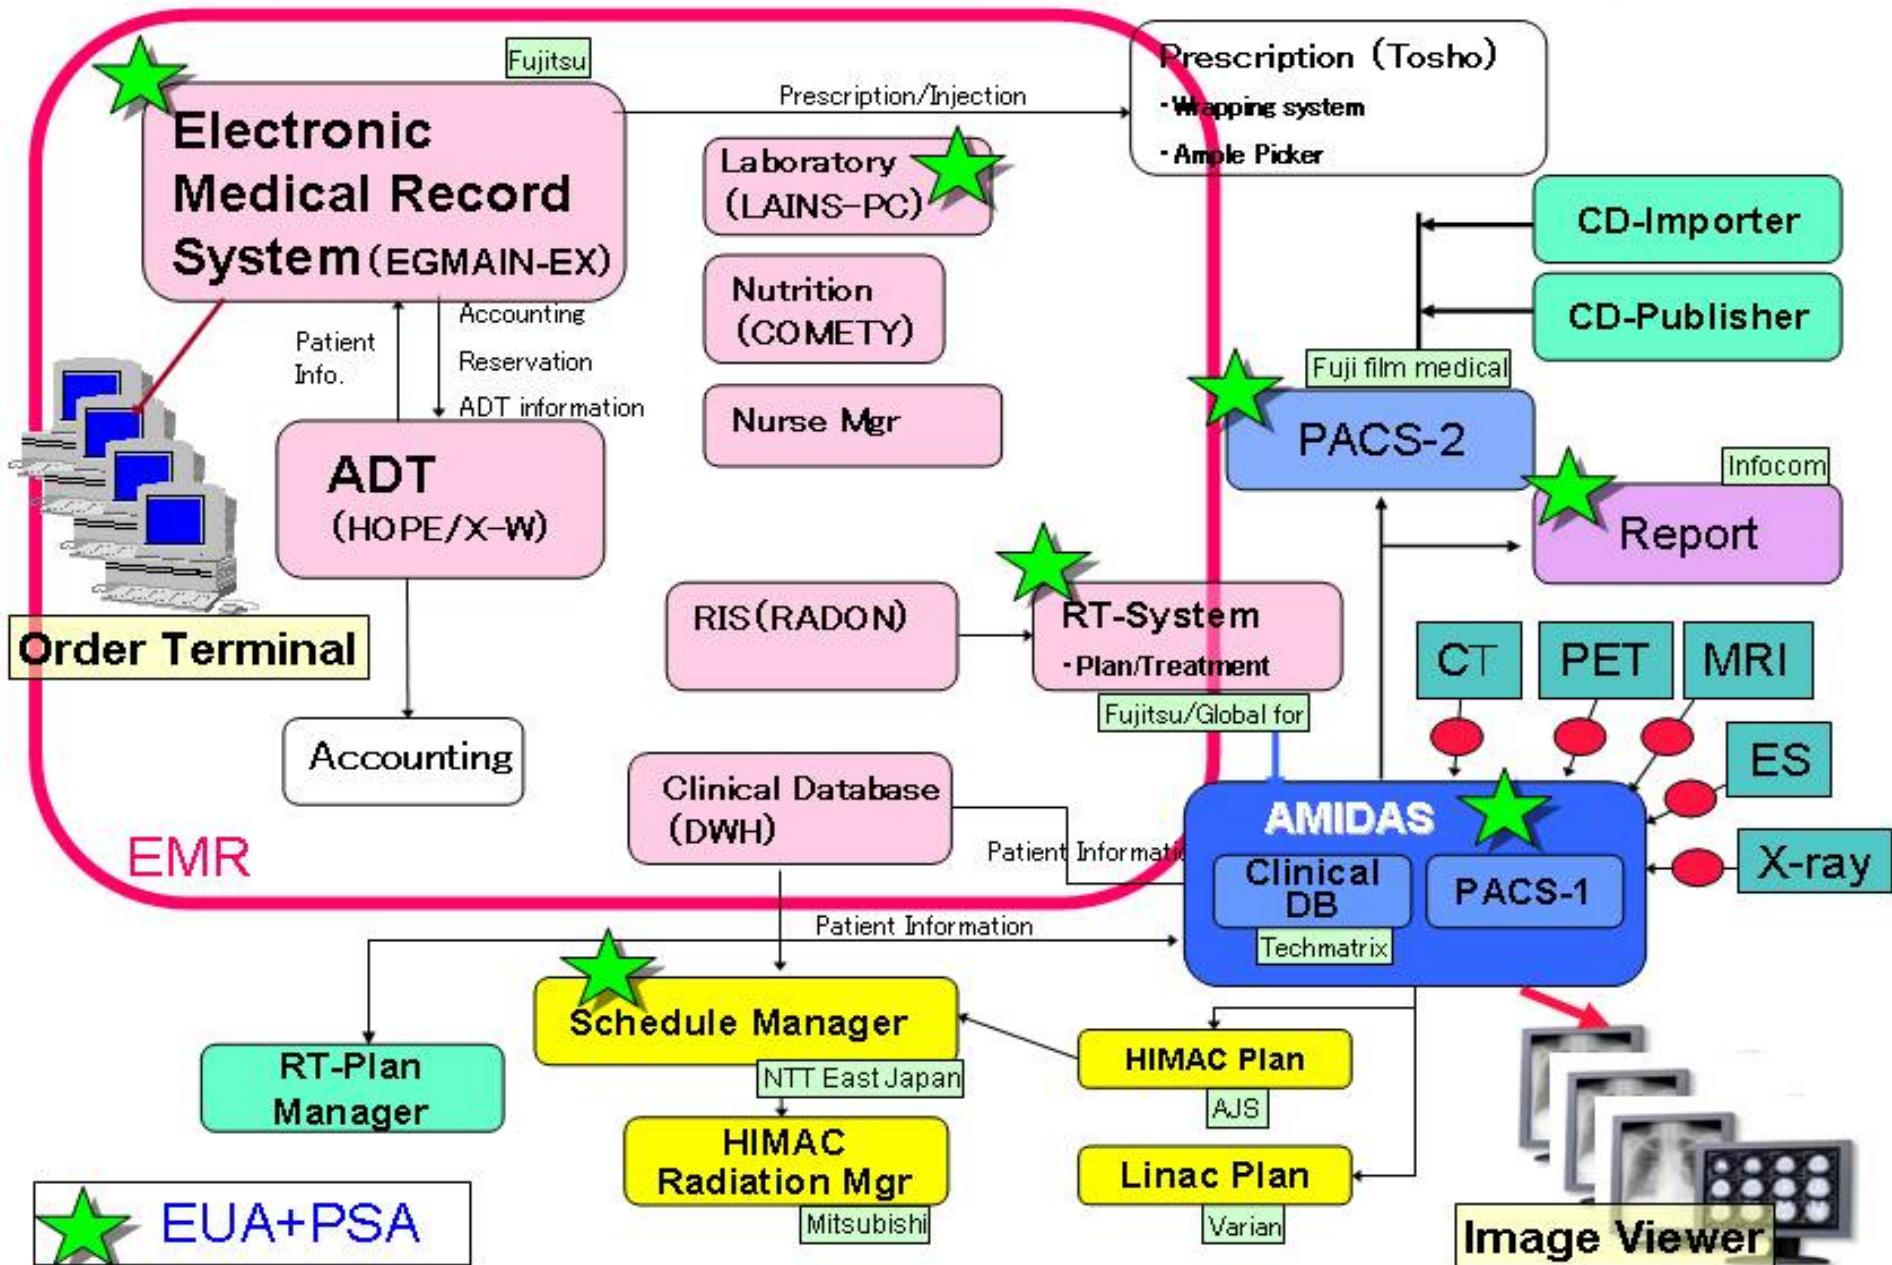 Fujitsu
Electronic
Medical Record
System (EGMAIN-EX)
Prescription/Injection
Prescription (Tosho)
・Wrapping system
・Ample Picker
Laboratory
(LAINS-PC)
Nutrition
(COMETY)
Nurse Mgr
CD-Importer
CD-Publisher
Fuji film medical
PACS-2
Infocom
Report
Patient
Info.
Accounting
Reservation
ADT information
ADT
(HOPE/X-W)
Order Terminal
Accounting
RIS(RADON)
RT-System
・Plan/Treatment
Fujitsu/Global for
CT
PET
MRI
ES
X-ray
Clinical Database
(DWH)
EMR
Patient Informatic
AMIDAS
Clinical
DB
PACS-1
Techmatrix
Patient Information
Schedule Manager
NTT East Japan
RT-Plan
Manager
HIMAC
Radiation Mgr
Mitsubishi
HIMAC Plan
AJS
Linac Plan
Varian
Image Viewer
EUA+PSA